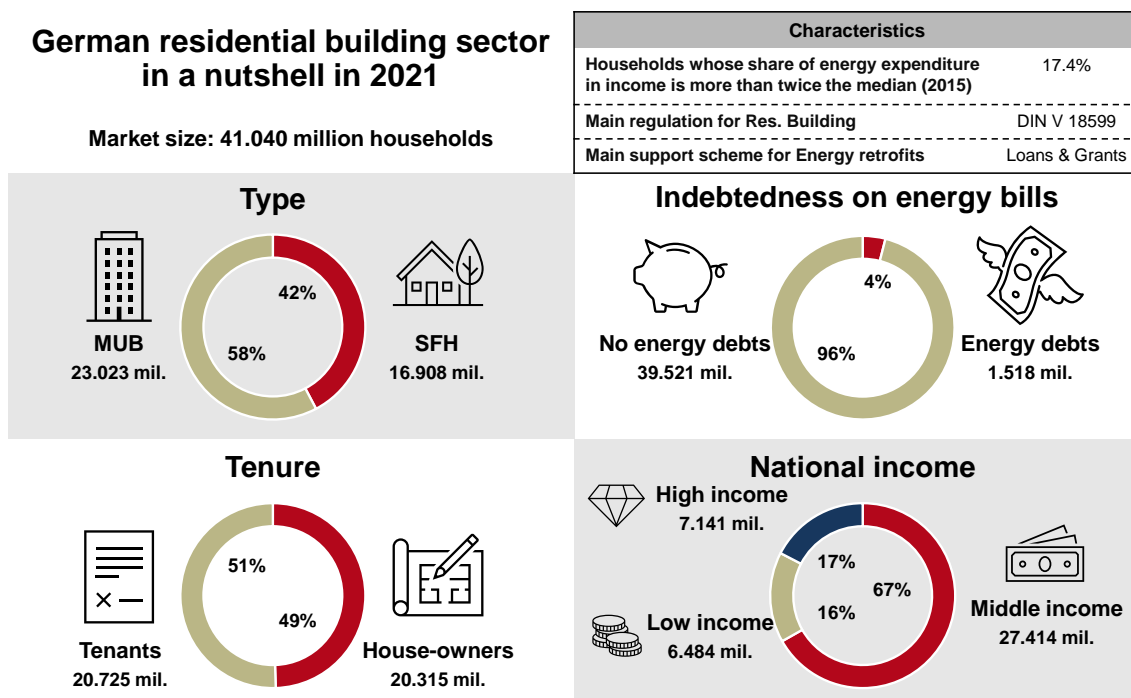 German residential building sector
in a nutshell in 2021
Market size: 41.040 million households
Characteristics
Households whose share of energy expenditure
in income is more than twice the median (2015)
17.4%
Main regulation for Res. Building
DIN V 18599
Main support scheme for Energy retrofits
Loans & Grants
Type
42%
58%
MUB
23.023 mil.
SFH
16.908 mil.
Indebtedness on energy bills
4%
96%
No energy debts
39.521 mil.
Energy debts
1.518 mil.
Tenure
51%
49%
Tenants
20.725 mil.
House-owners
20.315 mil.
National income
High income
7.141 mil.
17%
67%
16%
Low income
6.484 mil.
Middle income
27.414 mil.